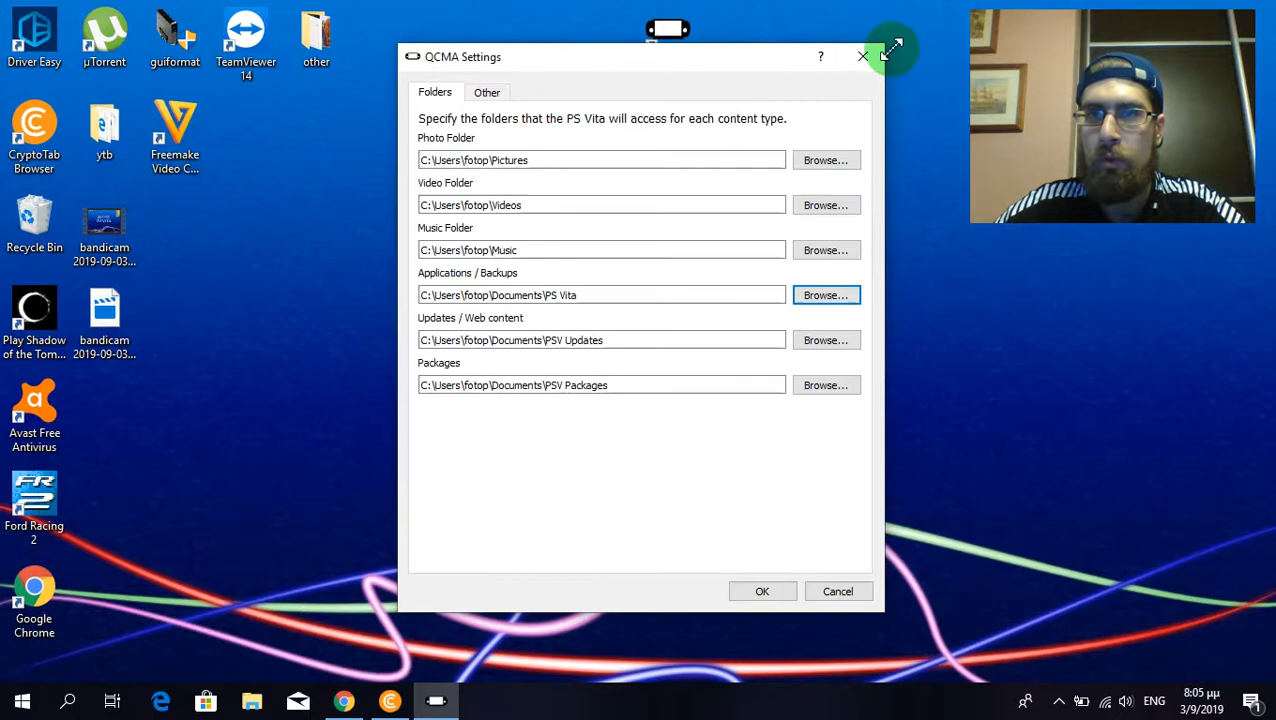 Driver Easy
µTorrent
guiformat
TeamViewer
14
other
CryptoTab
Browser
ytb
Freemake
Video C...
Recycle Bin
bandicam
2019-09-03...
Play Shadow
of the Tom...
bandicam
2019-09-03...
Avast Free
Antivirus
Ford Racing
2
Google
Chrome
QCMA Settings
?
Folders
Other
Specify the folders that the PS Vita will access for each content type.
Photo Folder
C:\Users\fotop\Pictures
Browse...
Video Folder
C:\Users\fotop\Videos
Browse...
Music Folder
C:\Users\fotop\Music
Browse...
Applications / Backups
C:\Users\fotop\Documents\PS Vita
Browse...
Updates / Web content
C:\Users\fotop\Documents\PSV Updates
Browse...
Packages
C:\Users\fotop\Documents\PSV Packages
Browse...
OK
Cancel
ENG
8:05 μμ
3/9/2019
1